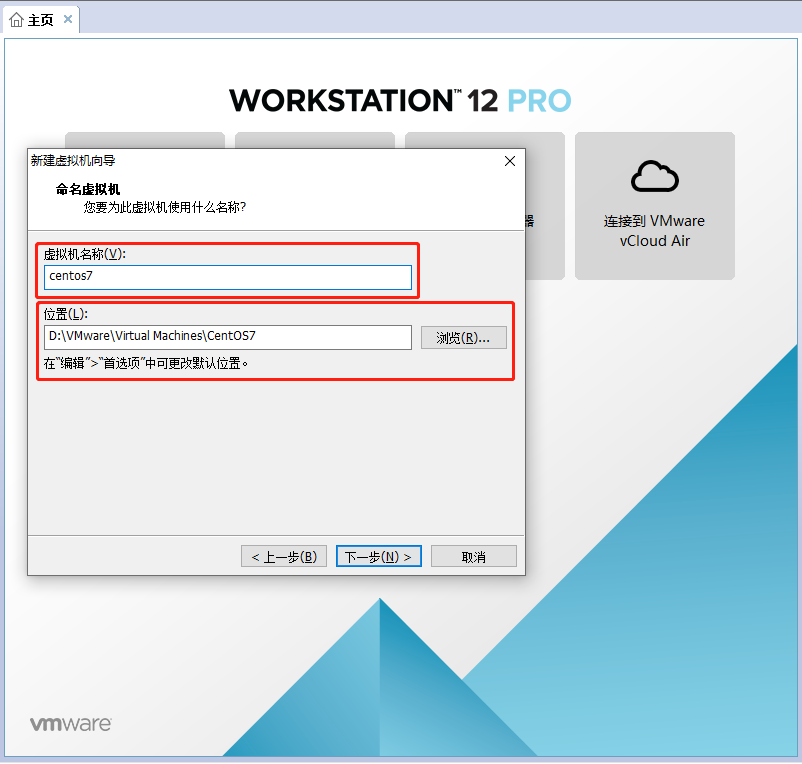 主页
WORKSTATION™ 12 PRO
新建虚拟机向导
命名虚拟机
您要为此虚拟机使用什么名称?
器
连接到 VMware
vCloud Air
虚拟机名称(V):
centos7
位置(L):
D:\VMware\Virtual Machines\CentOS7
浏览(R)...
在"编辑">"首选项"中可更改默认位置。
< 上一步(B)
下一步(N) >
取消
vmware